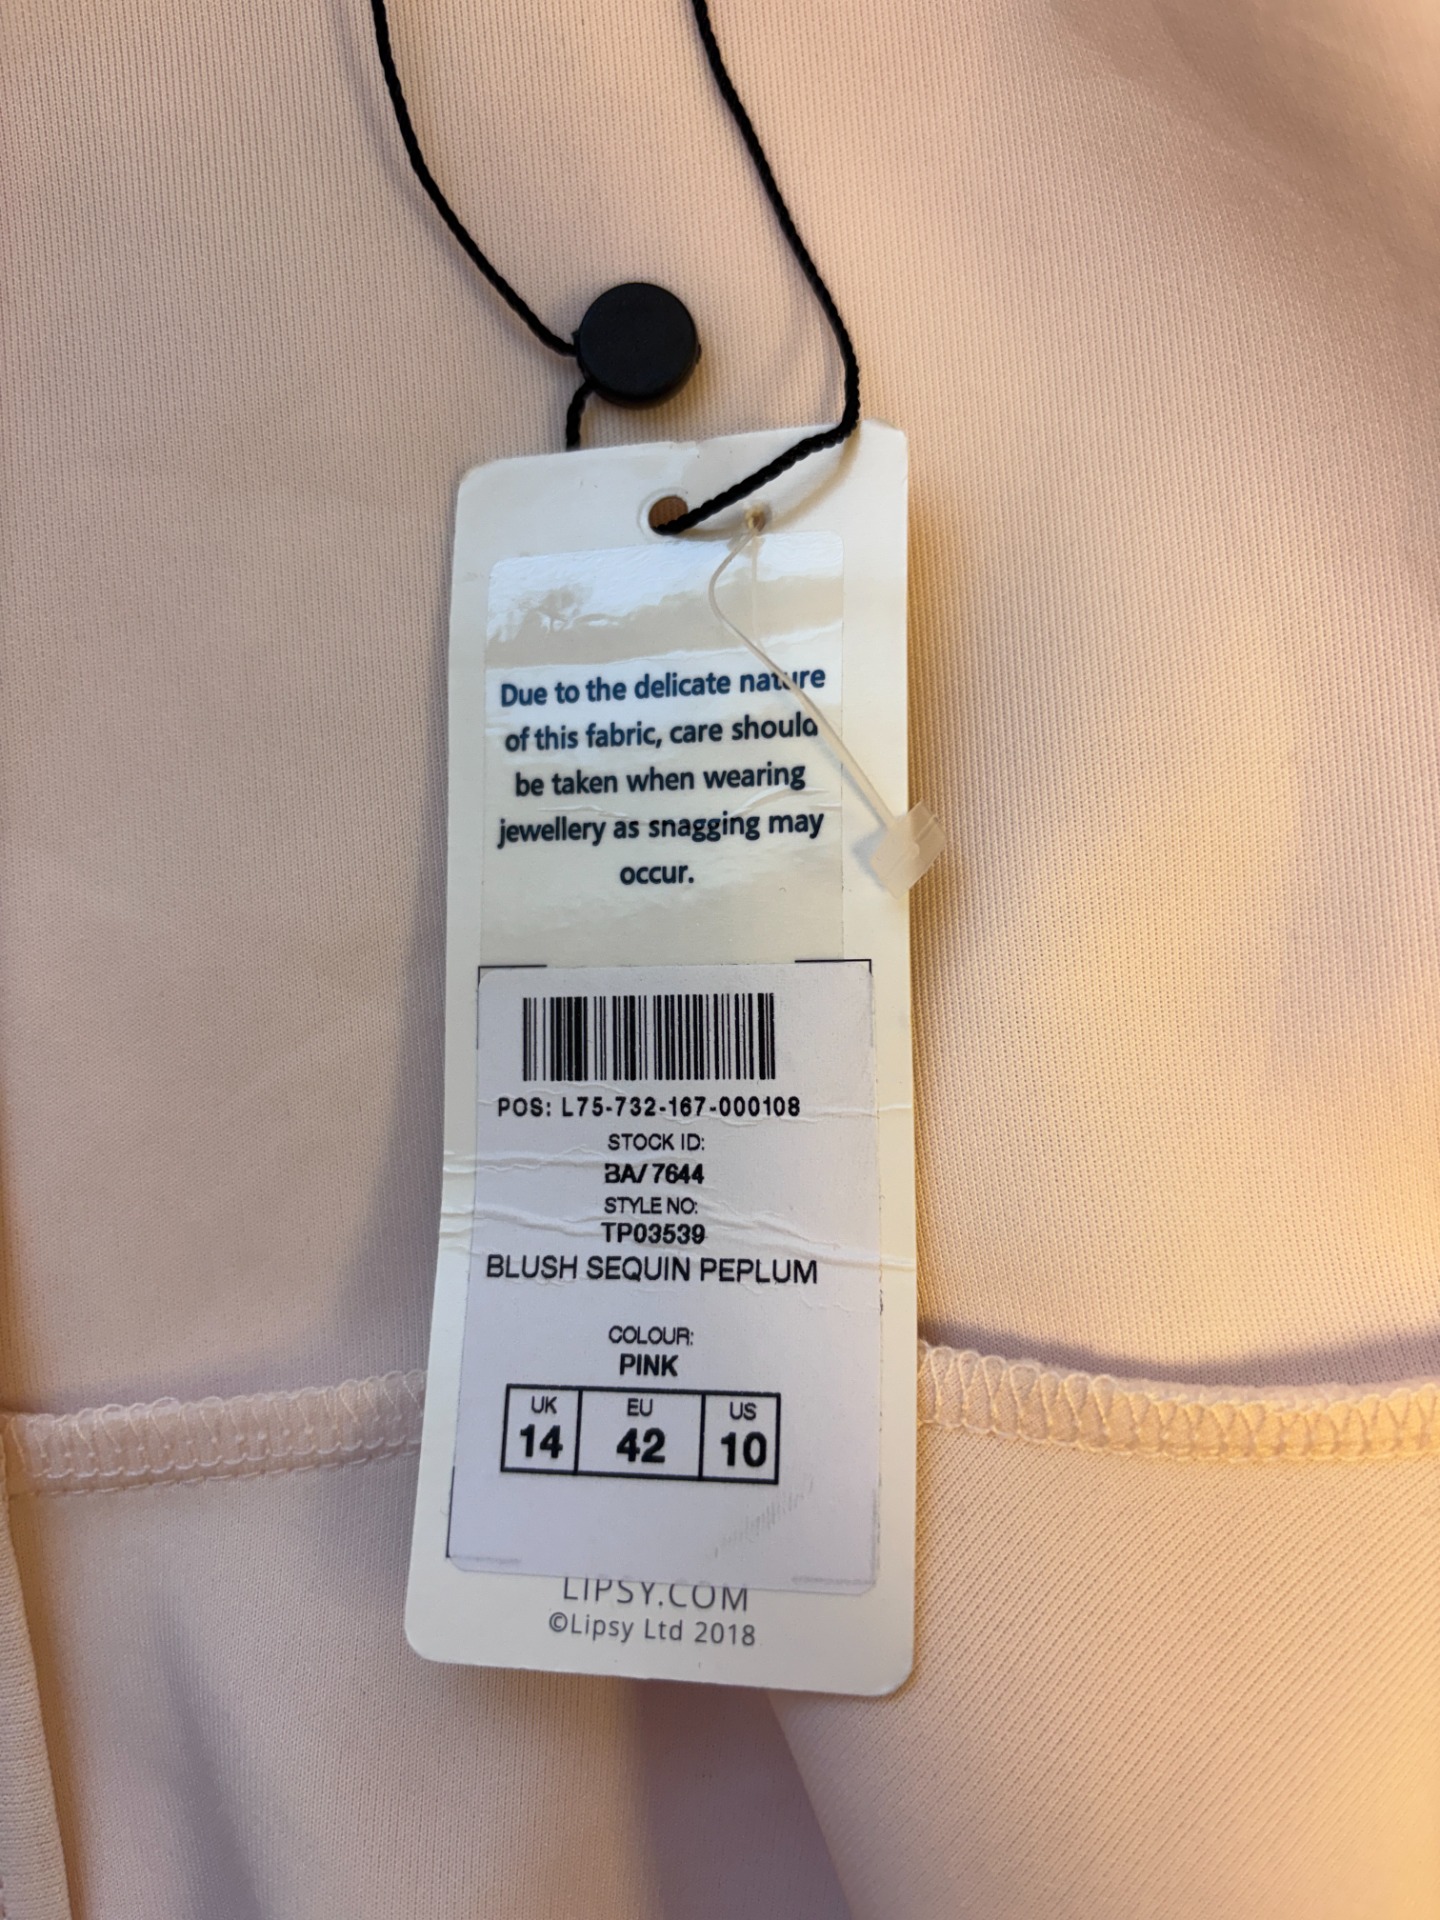 Due to the delicate nature
of this fabric, care should
be taken when wearing
jewellery as snagging may
occur.
POS: L75-732-167-000108
STOCK ID:
BA/7644
STYLE NO:
TP03539
BLUSH SEQUIN PEPLUM
COLOUR:
PINK
UK EU US
14 42 10
LIPSY.COM
©Lipsy Ltd 2018